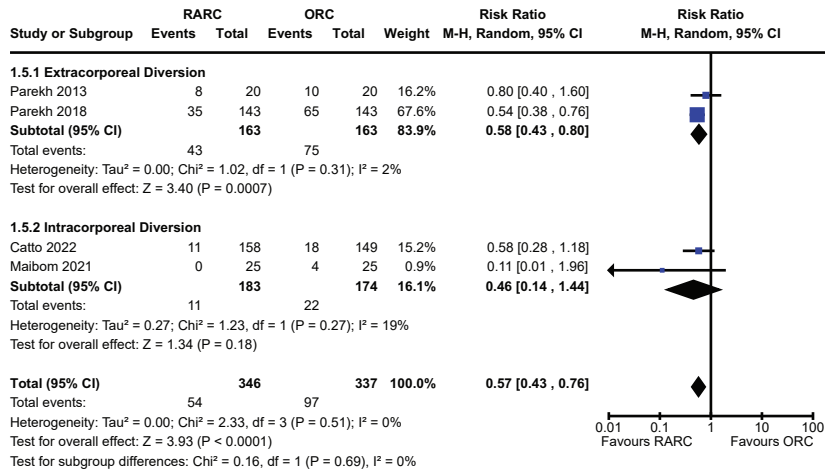 RARC ORC Risk Ratio Risk Ratio
Study or Subgroup Events Total Events Total Weight M-H, Random, 95% CI M-H, Random, 95% CI
1.5.1 Extracorporeal Diversion
Parekh 2013 8 20 10 20 16.2% 0.80 [0.40 , 1.60]
Parekh 2018 35 143 65 143 67.6% 0.54 [0.38 , 0.76]
Subtotal (95% CI) 163 163 83.9% 0.58 [0.43 , 0.80]
Total events: 43 75
Heterogeneity: Tau² = 0.00; Chi² = 1.02, df = 1 (P = 0.31); I² = 2%
Test for overall effect: Z = 3.40 (P = 0.0007)
1.5.2 Intracorporeal Diversion
Catto 2022 11 158 18 149 15.2% 0.58 [0.28 , 1.18]
Maibom 2021 0 25 4 25 0.9% 0.11 [0.01 , 1.96]
Subtotal (95% CI) 183 174 16.1% 0.46 [0.14 , 1.44]
Total events: 11 22
Heterogeneity: Tau² = 0.27; Chi² = 1.23, df = 1 (P = 0.27); I² = 19%
Test for overall effect: Z = 1.34 (P = 0.18)
Total (95% CI) 346 337 100.0% 0.57 [0.43 , 0.76]
Total events: 54 97
Heterogeneity: Tau² = 0.00; Chi² = 2.33, df = 3 (P = 0.51); I² = 0%
Test for overall effect: Z = 3.93 (P < 0.0001)
Test for subgroup differences: Chi² = 0.16, df = 1 (P = 0.69), I² = 0%
0.01 0.1 1 10 100
Favours RARC Favours ORC